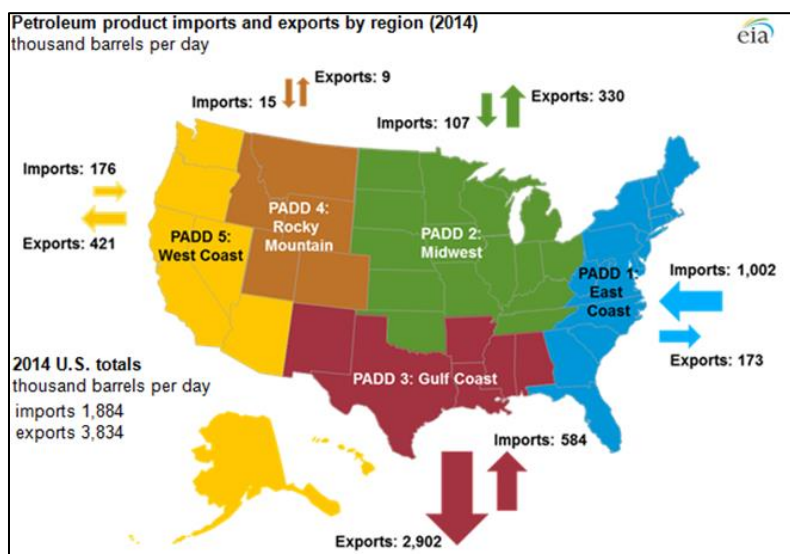 Petroleum product imports and exports by region (2014)
thousand barrels per day
eia
Exports: 9
Imports: 15
Exports: 330
Imports: 107
Imports: 176
Exports: 421
PADD 5:
West Coast
PADD 4:
Rocky
Mountain
PADD 2:
Midwest
PADD 1:
East
Coast
Imports: 1,002
Exports: 173
PADD 3: Gulf Coast
2014 U.S. totals
thousand barrels per day
imports 1,884
exports 3,834
Imports: 584
Exports: 2,902